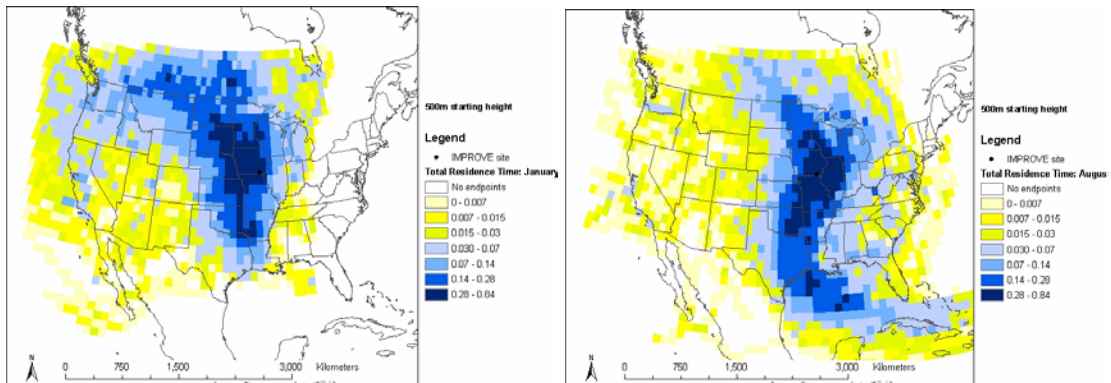 500m starting height
Legend
IMPROVE site
Total Residence Time: January
No endpoints
0 - 0.007
0.007 - 0.015
0.015 - 0.03
0.030 - 0.07
0.07 - 0.14
0.14 - 0.28
0.28 - 0.84
N
0 750 1,500 3,000 Kilometers
500m starting height
Legend
IMPROVE site
Total Residence Time: Augus
No endpoints
0 - 0.007
0.007 - 0.015
0.015 - 0.03
0.030 - 0.07
0.07 - 0.14
0.14 - 0.28
0.28 - 0.84
N
0 750 1,500 3,000 Kilometers